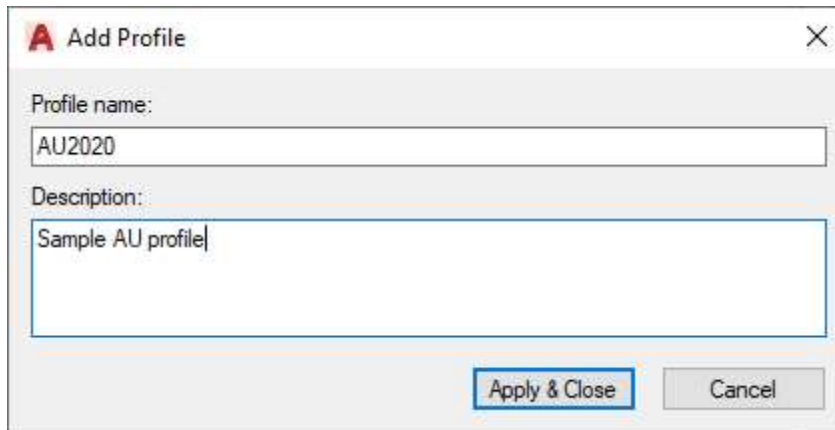 Add Profile
Profile name:
AU2020
Description:
Sample AU profile
Apply & Close Cancel